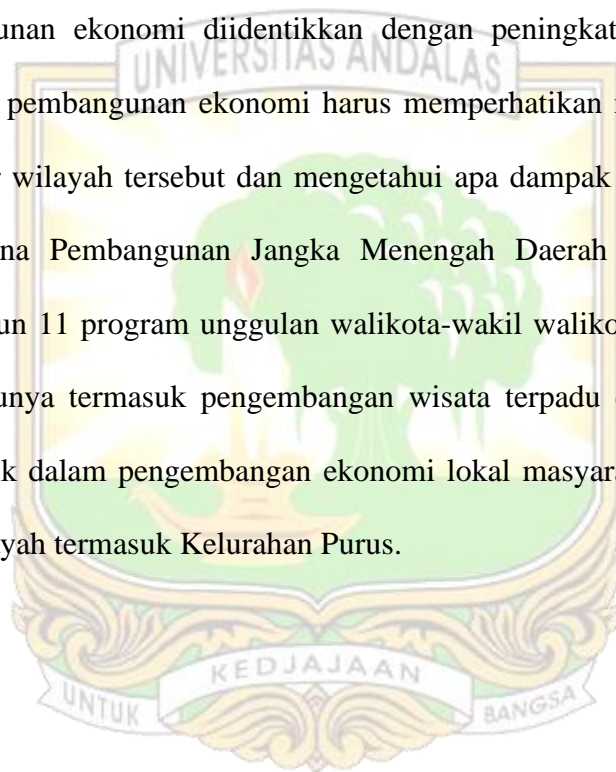 unan ekonomi diidentikkan dengan peningkat
UNIVERSITAS ANDALAS
pembangunan ekonomi harus memperhatikan
wilayah tersebut dan mengetahui apa dampak
na Pembangunan Jangka Menengah Daerah
un 11 program unggulan walikota-wakil waliko
unya termasuk pengembangan wisata terpadu
k dalam pengembangan ekonomi lokal masyara
yah termasuk Kelurahan Purus.
KEDJAJAAN
UNTUK BANGSA